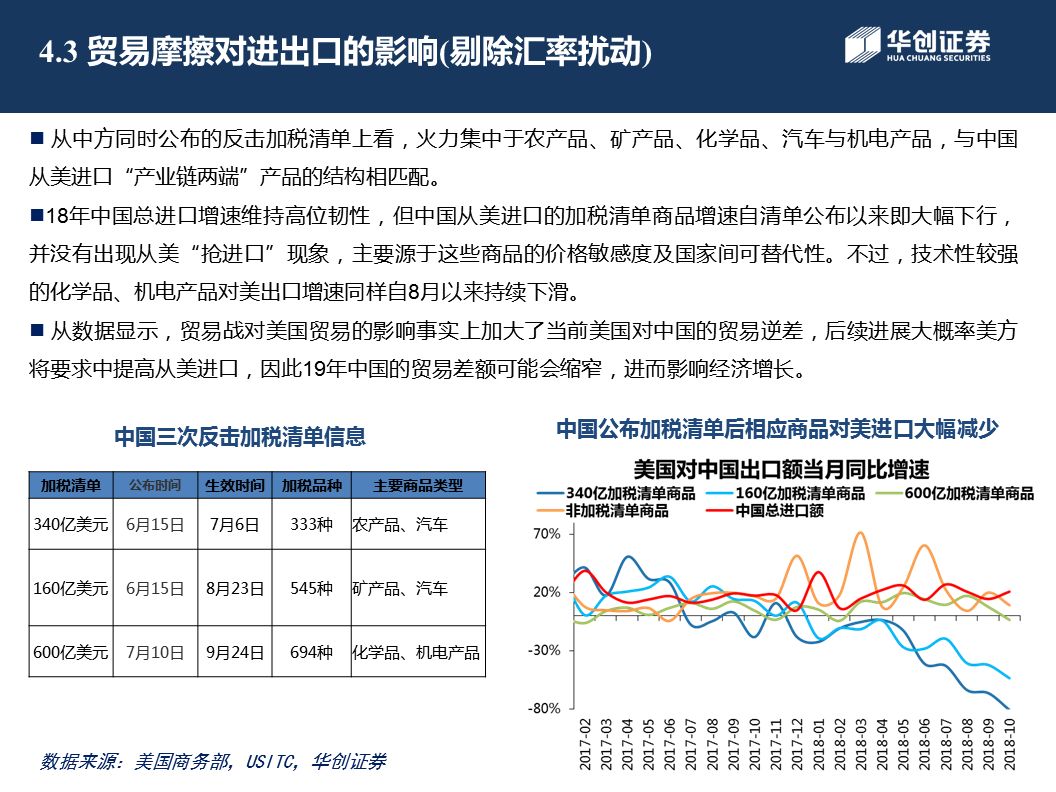 4.3 贸易摩擦对进出口的影响(剔除汇率扰动)
华创证券
HUA CHUANG SECURITIES
■ 从中方同时公布的反击加税清单上看，火力集中于农产品、矿产品、化学品、汽车与机电产品，与中国
从美进口“产业链两端”产品的结构相匹配。
■18年中国总进口增速维持高位韧性，但中国从美进口的加税清单商品增速自清单公布以来即大幅下行，
并没有出现从美“抢进口”现象，主要源于这些商品的价格敏感度及国家间可替代性。不过，技术性较强
的化学品、机电产品对美出口增速同样自8月以来持续下滑。
■ 从数据显示，贸易战对美国贸易的影响事实上加大了当前美国对中国的贸易逆差，后续进展大概率美方
将要求中提高从美进口，因此19年中国的贸易差额可能会缩窄，进而影响经济增长。
中国三次反击加税清单信息
加税清单 公布时间 生效时间 加税品种 主要商品类型
340亿美元 6月15日 7月6日 333种 农产品、汽车
160亿美元 6月15日 8月23日 545种 矿产品、汽车
600亿美元 7月10日 9月24日 694种 化学品、机电产品
中国公布加税清单后相应商品对美进口大幅减少
美国对中国出口额当月同比增速
340亿加税清单商品 160亿加税清单商品 600亿加税清单商品
非加税清单商品 中国总进口额
70%
20%
-30%
-80%
2017-02 2017-03 2017-04 2017-05 2017-06 2017-07 2017-08 2017-09 2017-10 2017-11 2017-12 2018-01 2018-02 2018-03 2018-04 2018-05 2018-06 2018-07 2018-08 2018-09 2018-10
数据来源：美国商务部，USITC，华创证券